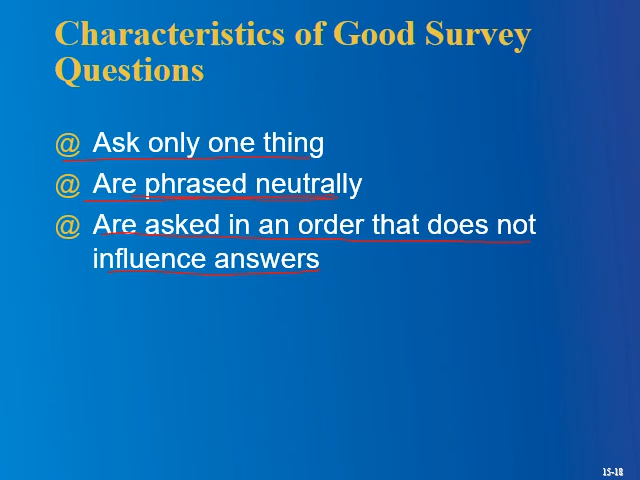 Characteristics of Good Survey
Questions
@ Ask only one thing
@ Are phrased neutrally
@ Are asked in an order that does not
influence answers
15-18